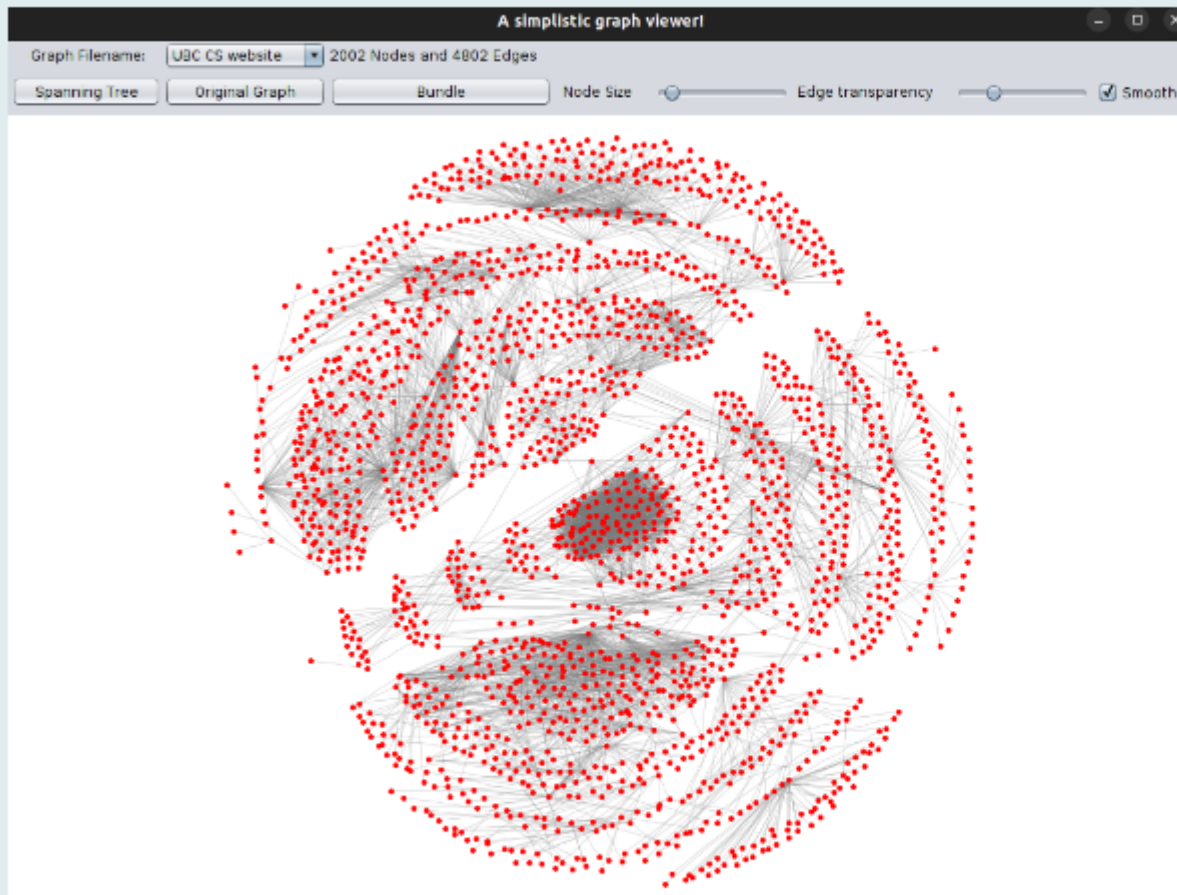 A simplistic graph viewer!
Graph Filename: UBC CS website 2002 Nodes and 4802 Edges
Spanning Tree Original Graph Bundle Node Size Edge transparency Smooth